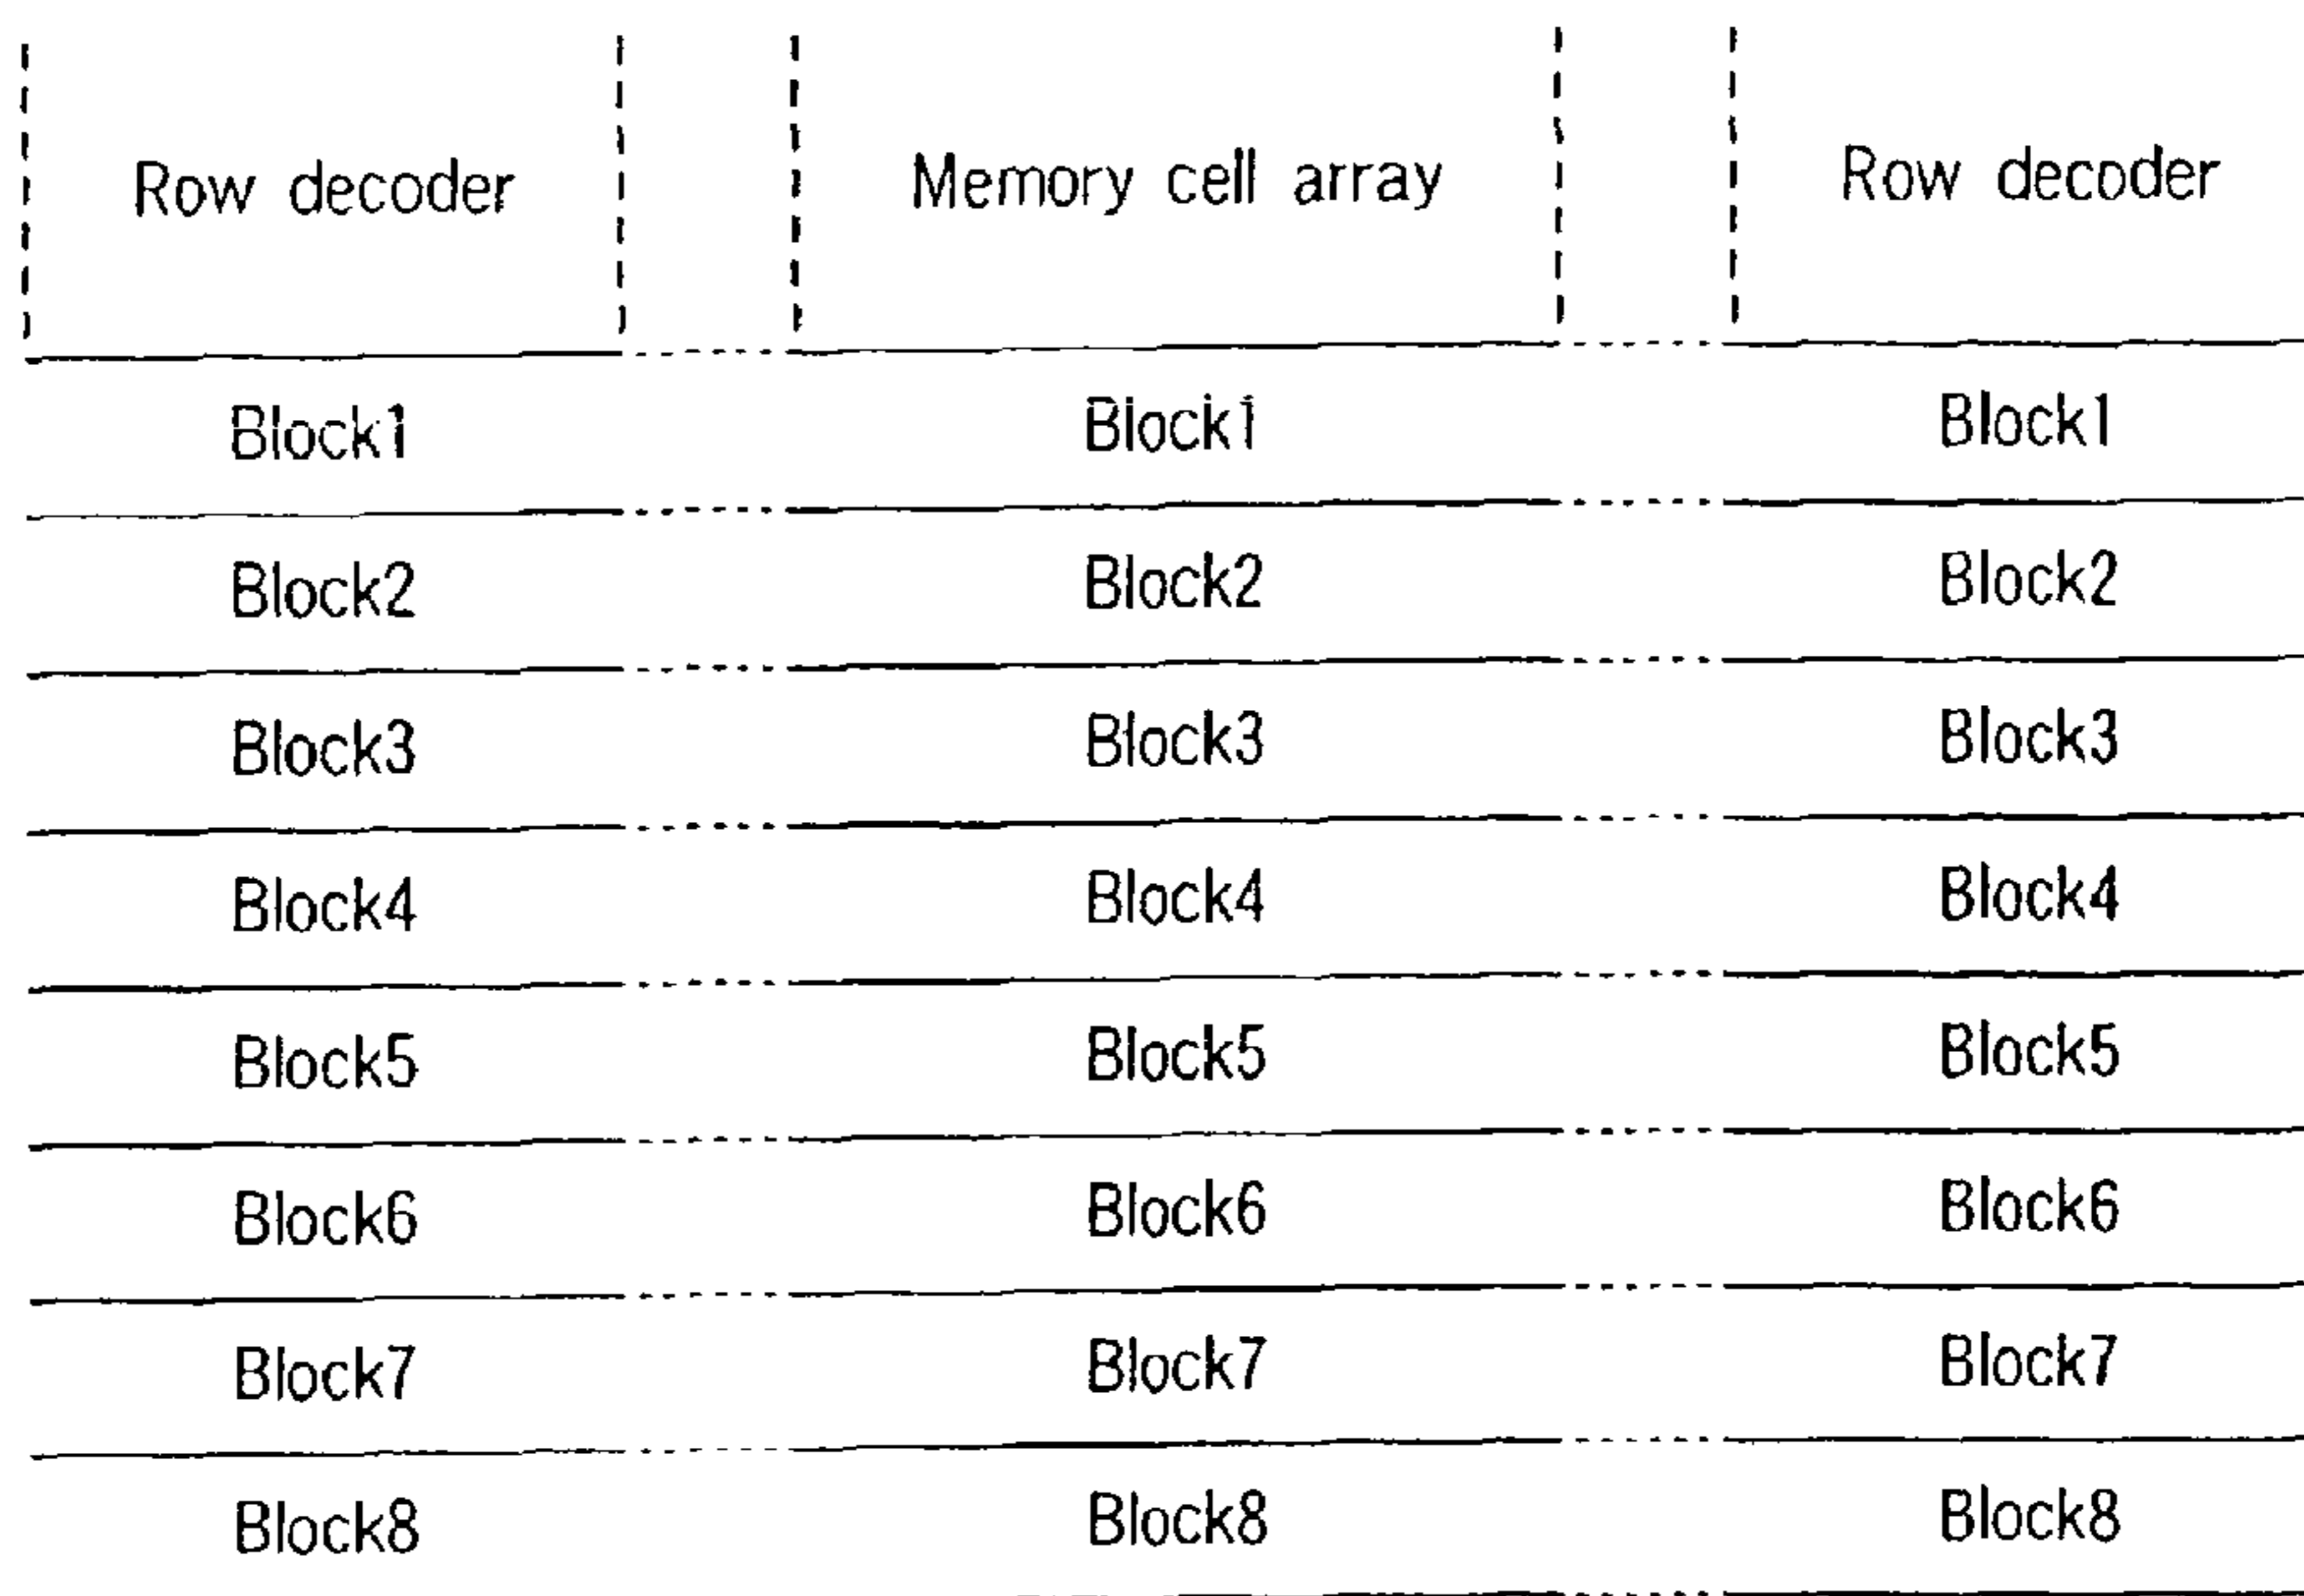 Row decoder Memory cell array Row decoder
Block1 Block1 Block1
Block2 Block2 Block2
Block3 Block3 Block3
Block4 Block4 Block4
Block5 Block5 Block5
Block6 Block6 Block6
Block7 Block7 Block7
Block8 Block8 Block8